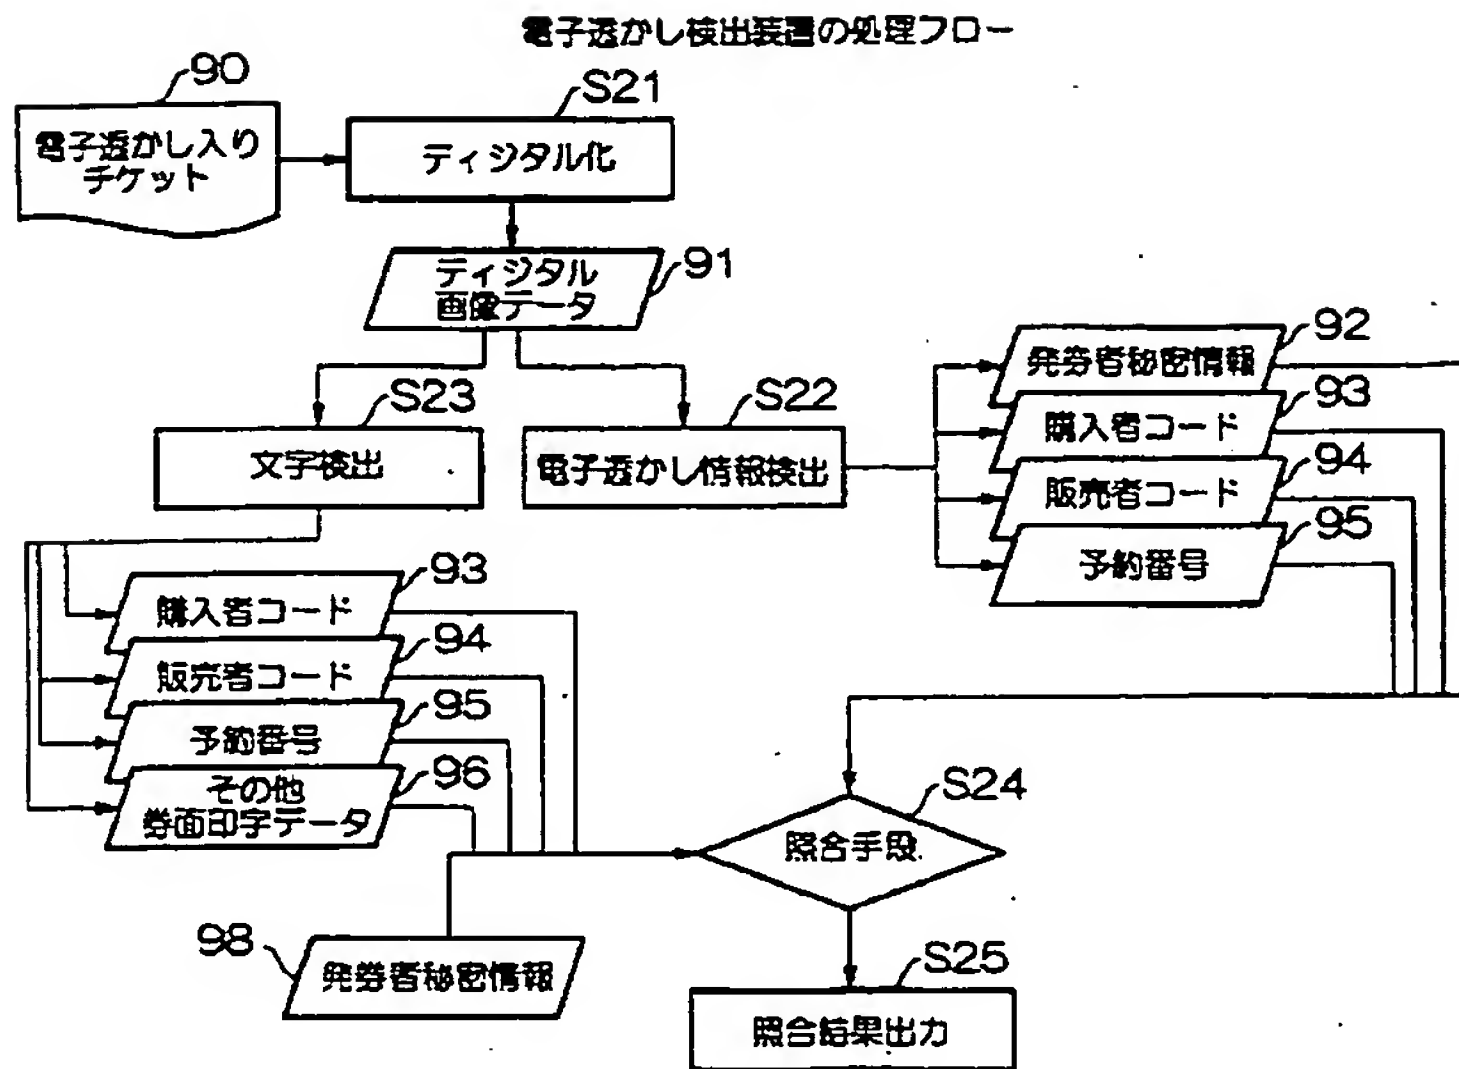 電子透かし検出装置の処理フロー
90
電子透かし入り
チケット
S21
ディジタル化
ディジタル
画像データ
91
S23
文字検出
S22
電子透かし情報検出
92
発券者秘密情報
93
購入者コード
94
販売者コード
95
予約番号
93
購入者コード
94
販売者コード
95
予約番号
96
その他
券面印字データ
S24
照合手段
98
発券者秘密情報
S25
照合結果出力